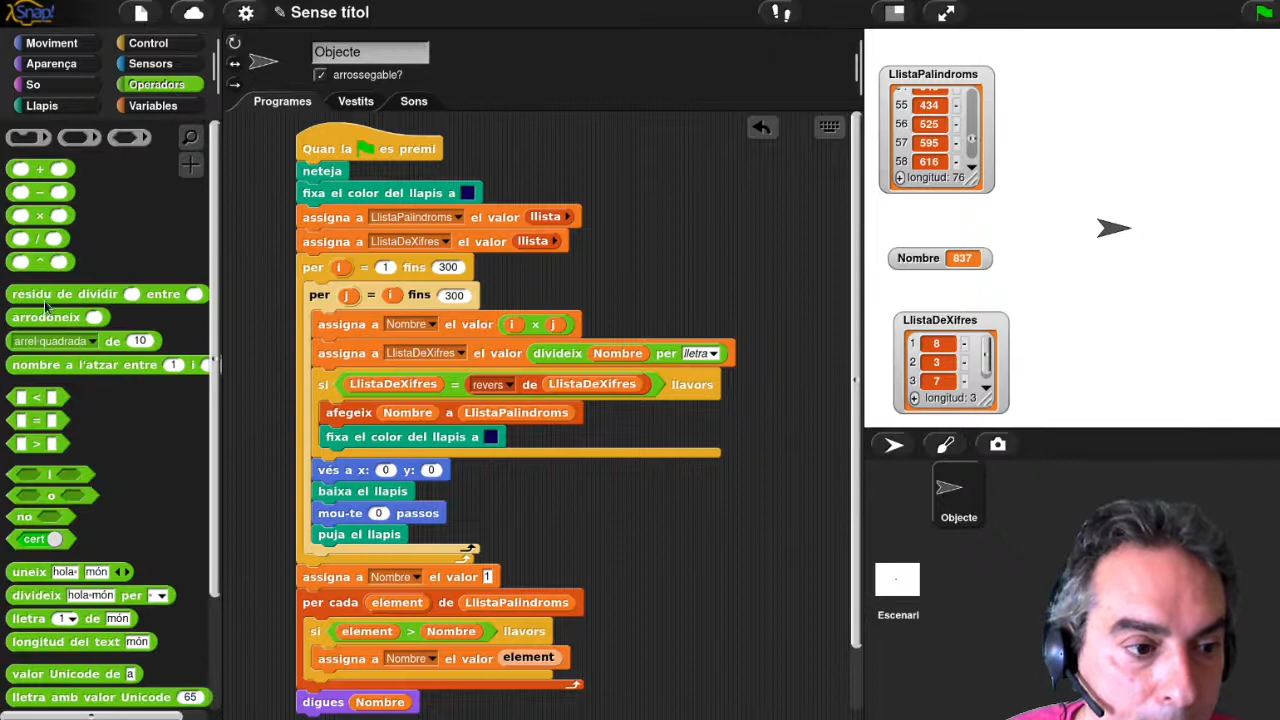 Snap!
Sense títol
Moviment
Control
Aparença
Sensors
So
Operadors
Llapis
Variables
+
−
×
/
^
residu de dividir entre
arrodoneix
arrel quadrada de 10
nombre a l'atzar entre 1 i
<
=
>
i
o
no
cert
uneix hola· món
divideix hola·món per ·
lletra 1 de món
longitud del text món
valor Unicode de a
lletra amb valor Unicode 65
Objecte
arrossegable?
Programes
Vestits
Sons
Quan la es premi
neteja
fixa el color del llapis a
assigna a LlistaPalindroms el valor llista
assigna a LlistaDeXifres el valor llista
per i = 1 fins 300
per j = i fins 300
assigna a Nombre el valor i × j
assigna a LlistaDeXifres el valor divideix Nombre per lletra
si LlistaDeXifres = revers de LlistaDeXifres llavors
afegeix Nombre a LlistaPalindroms
fixa el color del llapis a
vés a x: 0 y: 0
baixa el llapis
mou-te 0 passos
puja el llapis
assigna a Nombre el valor 1
per cada element de LlistaPalindroms
si element > Nombre llavors
assigna a Nombre el valor element
digues Nombre
LlistaPalindroms
55 434 -
56 525 -
57 595 -
58 616 -
+ longitud: 76
Nombre 837
LlistaDeXifres
1 8 -
2 3 -
3 7 -
+ longitud: 3
Objecte
Escenari